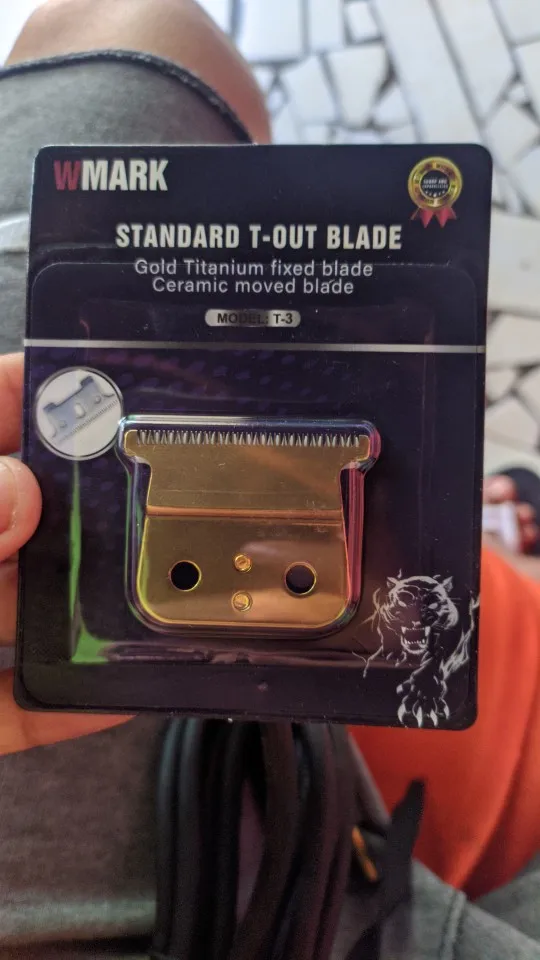 WMARK
STANDARD T-OUT BLADE
Gold Titanium fixed blade
Ceramic moved blade
MODEL: T-3